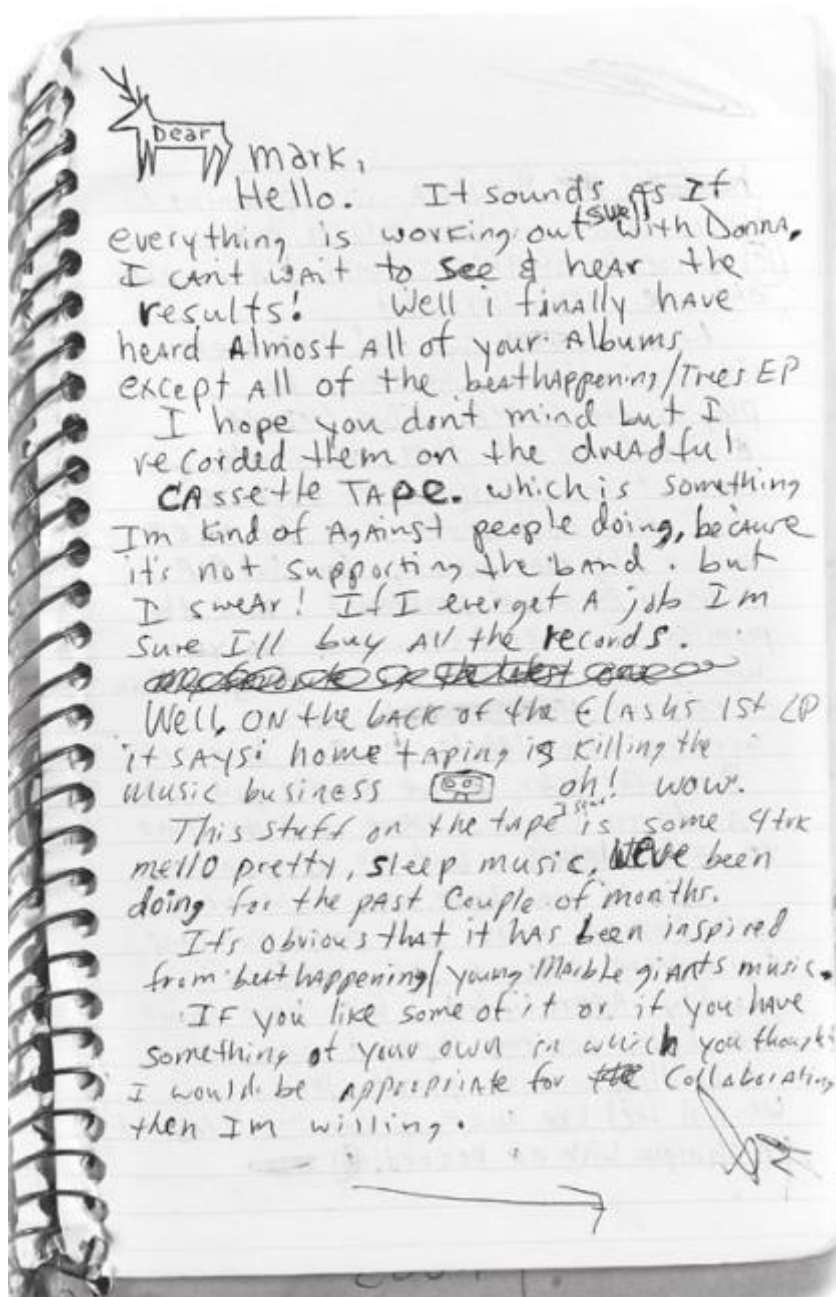 Dear
mark,
Hello. It sounds As If
everything is working out swell with Donna.
I cAnt wAit to see & heAr the
results! Well i finally have
heard Almost All of your Albums
except All of the beathAppening/Trees EP
I hope you dont mind but I
recorded them on the dreAdful
CAssette TApe. which is something
Im kind of AgAinst people doing, becAuse
it's not supporting the bAnd. but
I sweAr! If I ever get A job Im
sure I'll buy All the records.
Well, ON the bAck of the ClAsh's 1st LP
it sAys: home tAping is killing the
music business oh! wow.
This stuff on the tApe is some 4trk
mello pretty, sleep music, WEve been
doing for the pAst Couple of months.
It's obvious thAt it hAs been inspired
from beat hAppening/young MArble giAnts music.
IF you like some of it or if you hAve
something of your own in which you thought
I would be Appropriate for CollaborAting
then Im willing.